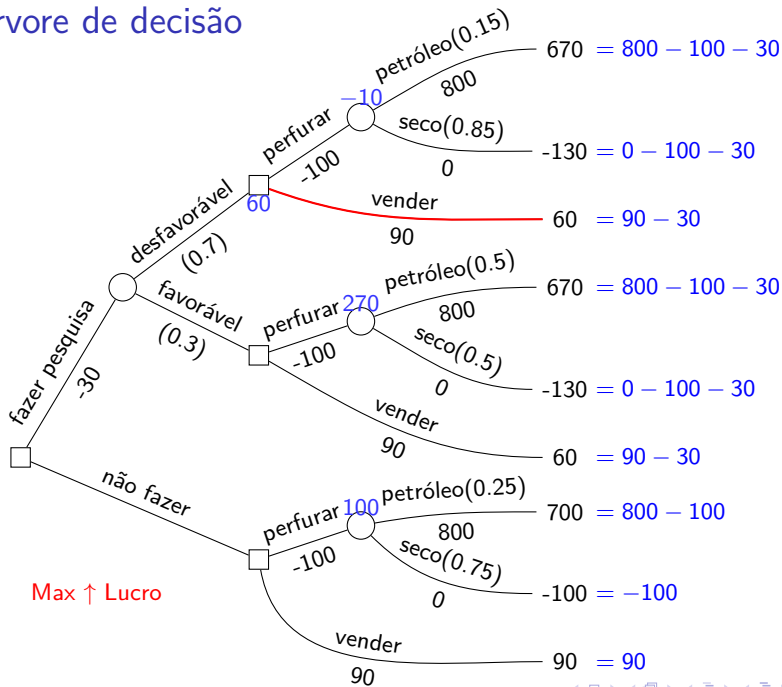 rvore de decisão
petróleo(0.15)
800
670 = 800 − 100 − 30
−10
perfurar
-100
seco(0.85)
0
-130 = 0 − 100 − 30
60
vender
90
60 = 90 − 30
desfavorável
(0.7)
petróleo(0.5)
800
670 = 800 − 100 − 30
favorável
(0.3)
perfurar
-100
270
seco(0.5)
0
-130 = 0 − 100 − 30
fazer pesquisa
-30
vender
90
60 = 90 − 30
não fazer
petróleo(0.25)
800
700 = 800 − 100
perfurar
-100
100
seco(0.75)
0
-100 = −100
Max ↑ Lucro
vender
90
90 = 90